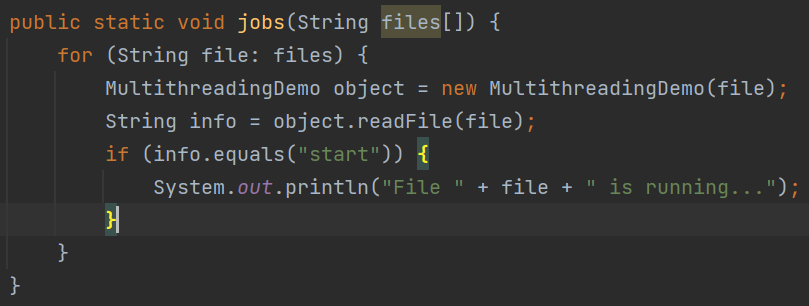 public static void jobs(String files[]) {
    for (String file: files) {
        MultithreadingDemo object = new MultithreadingDemo(file);
        String info = object.readFile(file);
        if (info.equals("start")) {
            System.out.println("File " + file + " is running...");
        }
    }
}